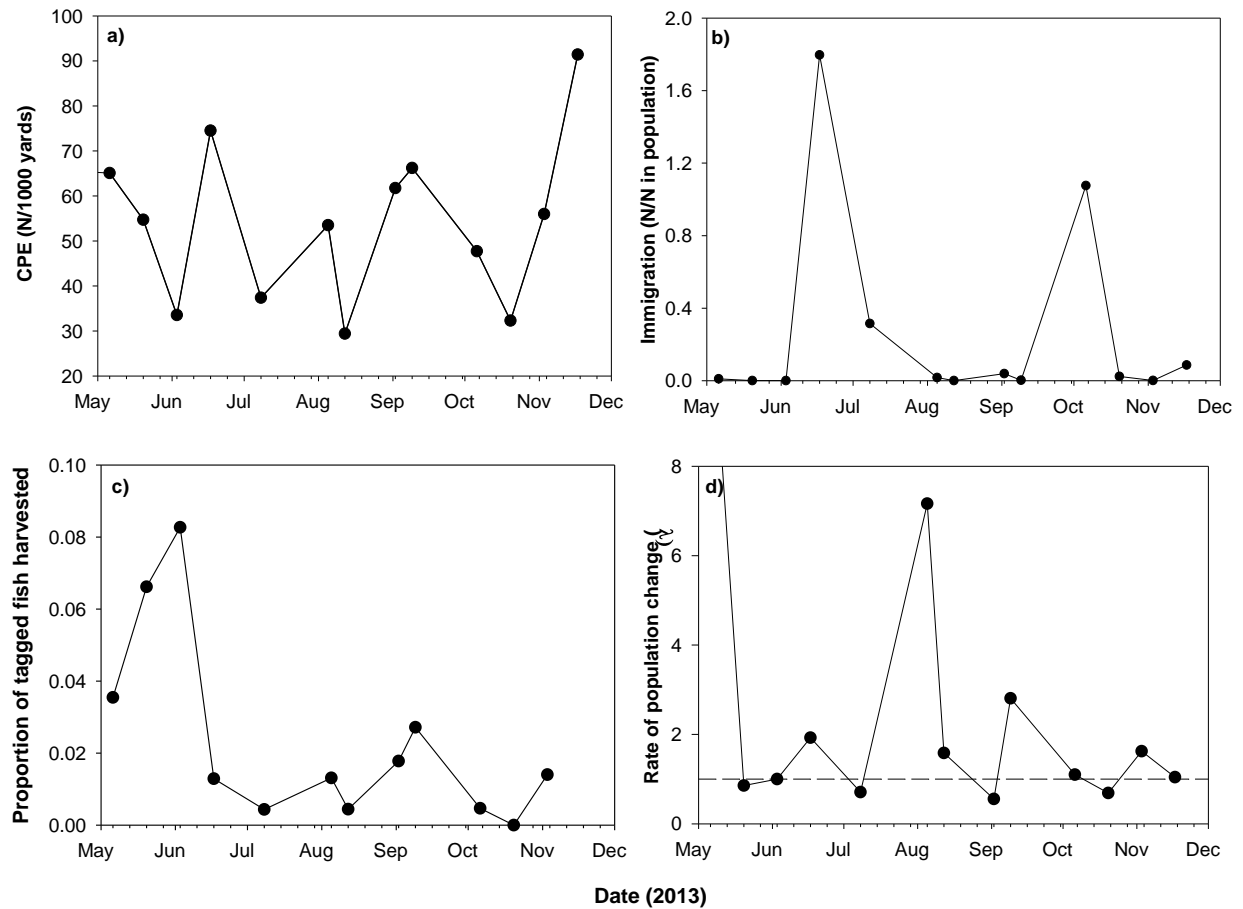 a)
CPE (N/1000 yards)
100
90
80
70
60
50
40
30
20
May Jun Jul Aug Sep Oct Nov Dec
b)
Immigration (N/N in population)
2.0
1.6
1.2
0.8
0.4
0.0
May Jun Jul Aug Sep Oct Nov Dec
c)
Proportion of tagged fish harvested
0.10
0.08
0.06
0.04
0.02
0.00
May Jun Jul Aug Sep Oct Nov Dec
d)
Rate of population change (
8
6
4
2
0
May Jun Jul Aug Sep Oct Nov Dec
Date (2013)